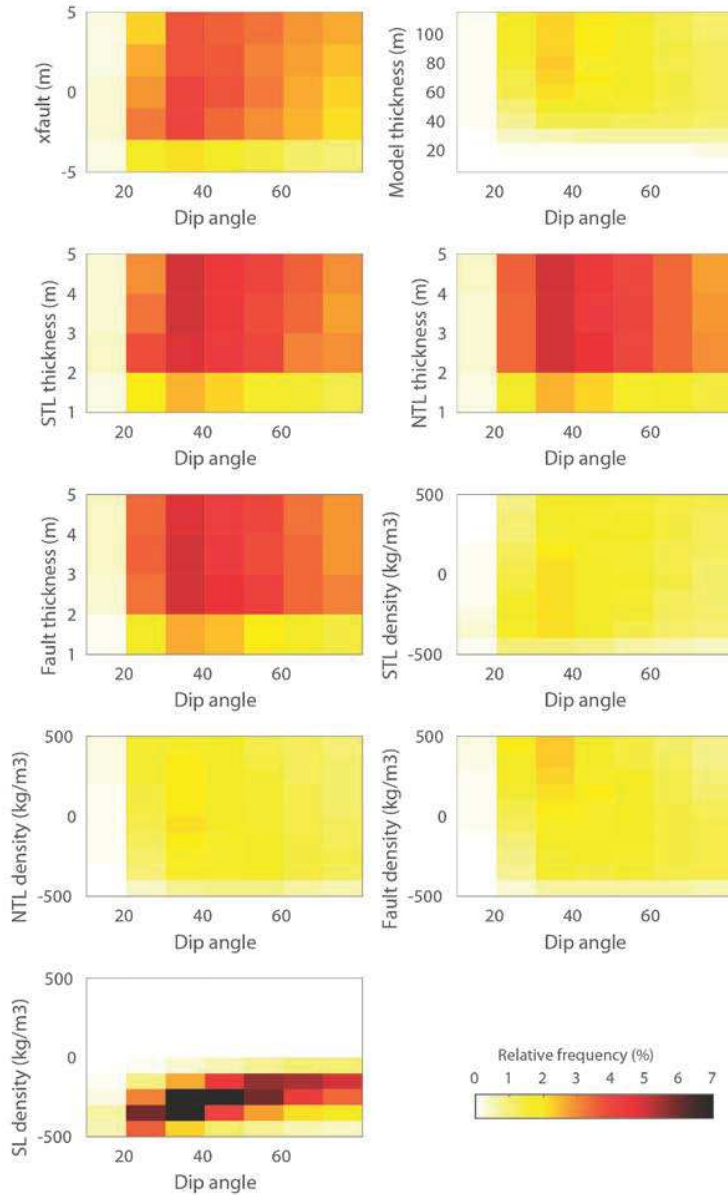 5
0
-5
xfault (m)
20 40 60
Dip angle
100
80
60
40
20
Model thickness (m)
20 40 60
Dip angle
5
4
3
2
1
STL thickness (m)
20 40 60
Dip angle
5
4
3
2
1
NTL thickness (m)
20 40 60
Dip angle
5
4
3
2
1
Fault thickness (m)
20 40 60
Dip angle
500
0
-500
STL density (kg/m3)
20 40 60
Dip angle
500
0
-500
NTL density (kg/m3)
20 40 60
Dip angle
500
0
-500
Fault density (kg/m3)
20 40 60
Dip angle
500
0
-500
SL density (kg/m3)
20 40 60
Dip angle
Relative frequency (%)
0 1 2 3 4 5 6 7